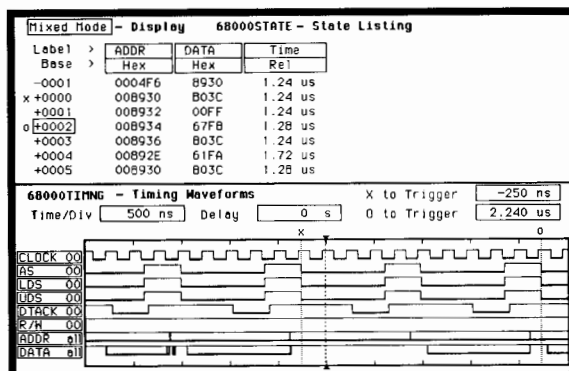 Mixed Mode - Display 68000STATE - State Listing
Label > ADDR DATA Time
Base > Hex Hex Rel
-0001 0004F6 8930 1.24 us
x +0000 008930 B03C 1.24 us
+0001 008932 00FF 1.24 us
o +0002 008934 67F8 1.28 us
+0003 008936 B03C 1.24 us
+0004 00892E 61FA 1.72 us
+0005 008930 B03C 1.28 us
68000TIMNG - Timing Waveforms X to Trigger -250 ns
Time/Div 500 ns Delay 0 s O to Trigger 2.240 us
x o
CLOCK 00
AS 00
LDS 00
UDS 00
DTACK 00
R/W 00
ADDR all
DATA all